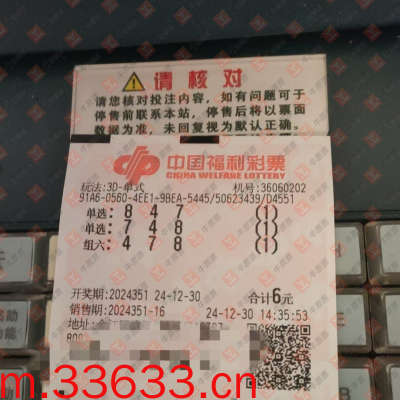 请核对
请您核对投注内容，如有问题可于
停售前联系本站，停售后将以票面
数据为准，未回复视为默认正确。
中国福利彩票
CHINA WELFARE LOTTERY
玩法:3D-单式 机号:36060202
91A6-0560-4EE1-9BEA-5445/50623439/D4551
单选: 8 4 7 (1)
单选: 7 4 8 (1)
组六: 4 7 8 (1)
开奖期:2024351 24-12-30 合计6元
销售期:2024351-16 24-12-30 14:35:53
地址:
m.33633.cn